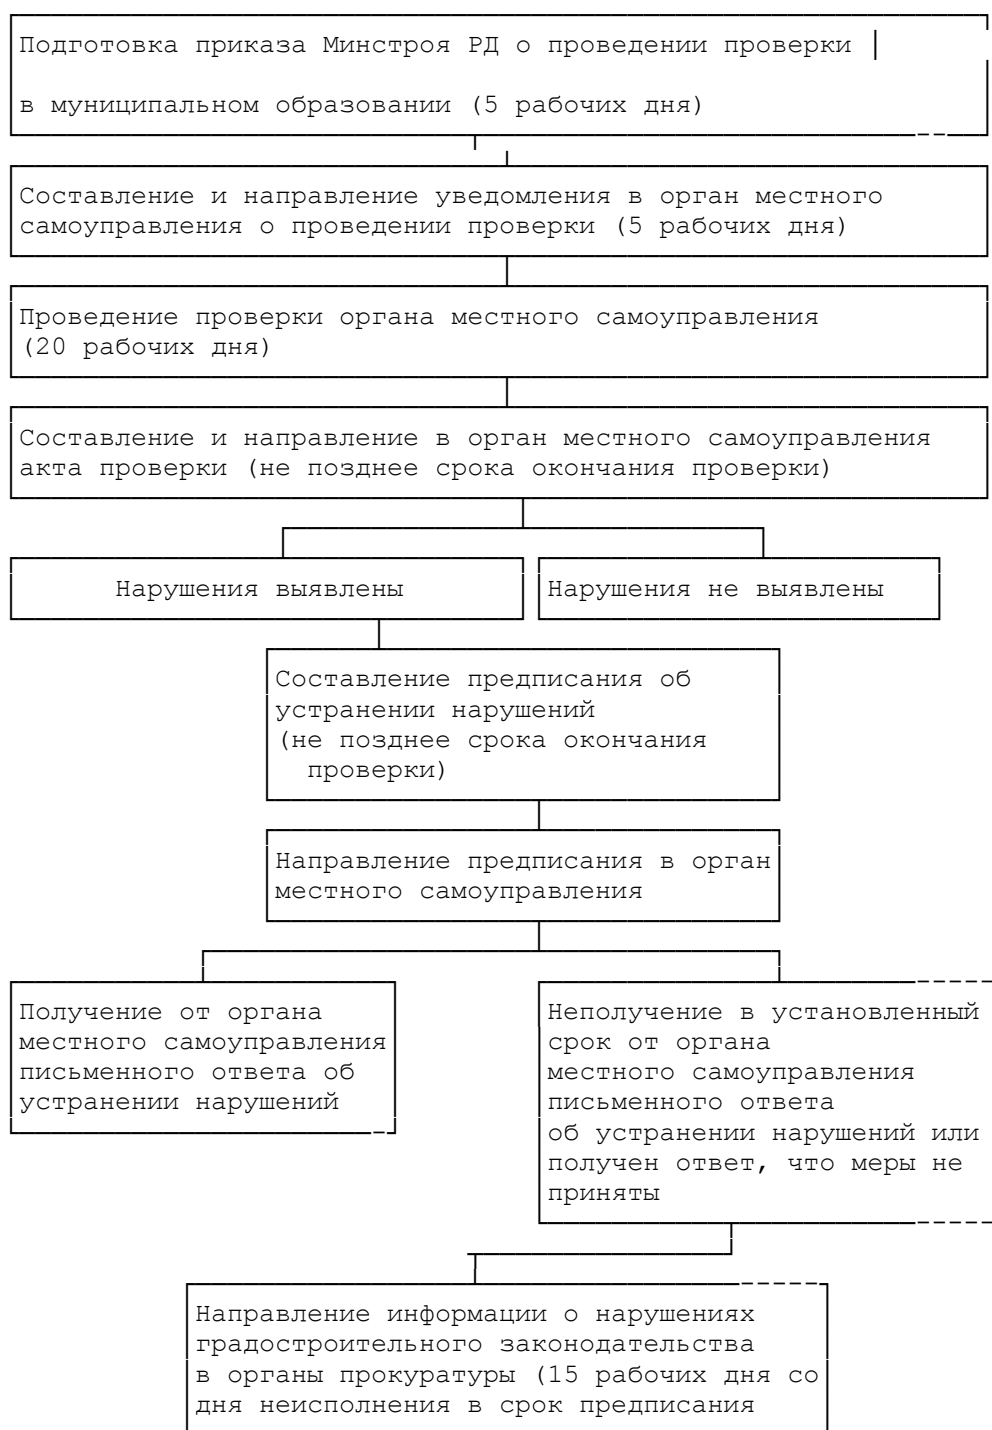 Подготовка приказа Минстроя РД о проведении проверки
в муниципальном образовании (5 рабочих дня)
Составление и направление уведомления в орган местного
самоуправления о проведении проверки (5 рабочих дня)
Проведение проверки органа местного самоуправления
(20 рабочих дня)
Составление и направление в орган местного самоуправления
акта проверки (не позднее срока окончания проверки)
Нарушения выявлены
Нарушения не выявлены
Составление предписания об
устранении нарушений
(не позднее срока окончания
проверки)
Направление предписания в орган
местного самоуправления
Получение от органа
местного самоуправления
письменного ответа об
устранении нарушений
Неполучение в установленный
срок от органа
местного самоуправления
письменного ответа
об устранении нарушений или
получен ответ, что меры не
приняты
Направление информации о нарушениях
градостроительного законодательства
в органы прокуратуры (15 рабочих дня со
дня неисполнения в срок предписания